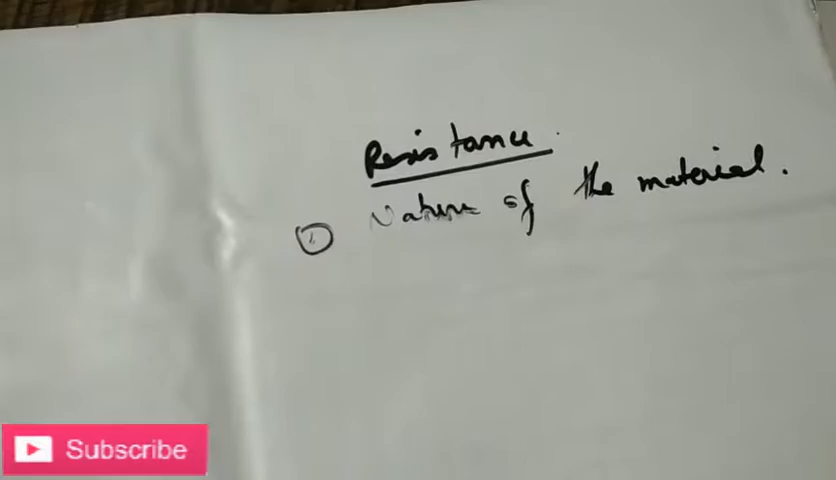 Resistance.
① Nature of the material.
Subscribe